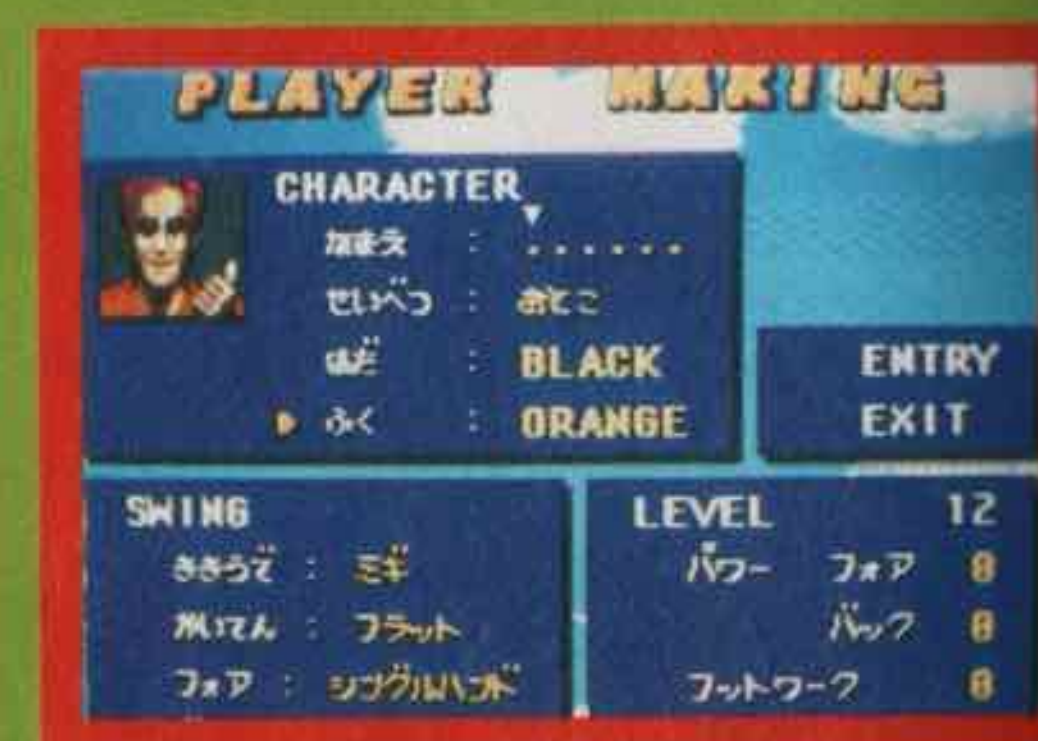 PLAYER MAKING
CHARACTER
なまえ : ......
せいべつ : おとこ
はだ : BLACK
ふく : ORANGE
ENTRY
EXIT
SWING
ききうで : ミギ
かいてん : フラット
フォア : シングルハンド
LEVEL 12
パワー フォア 0
バック 0
フットワーク 0